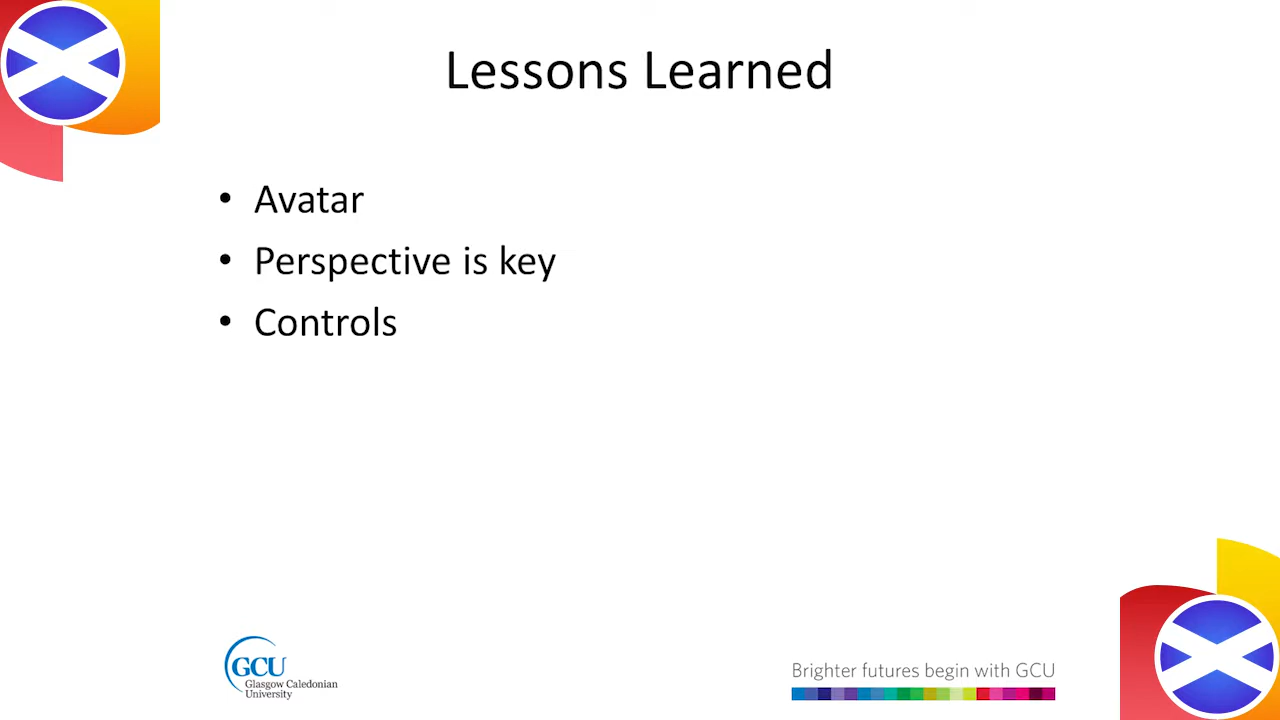 Lessons Learned
• Avatar
• Perspective is key
• Controls
GCU
Glasgow Caledonian
University
Brighter futures begin with GCU